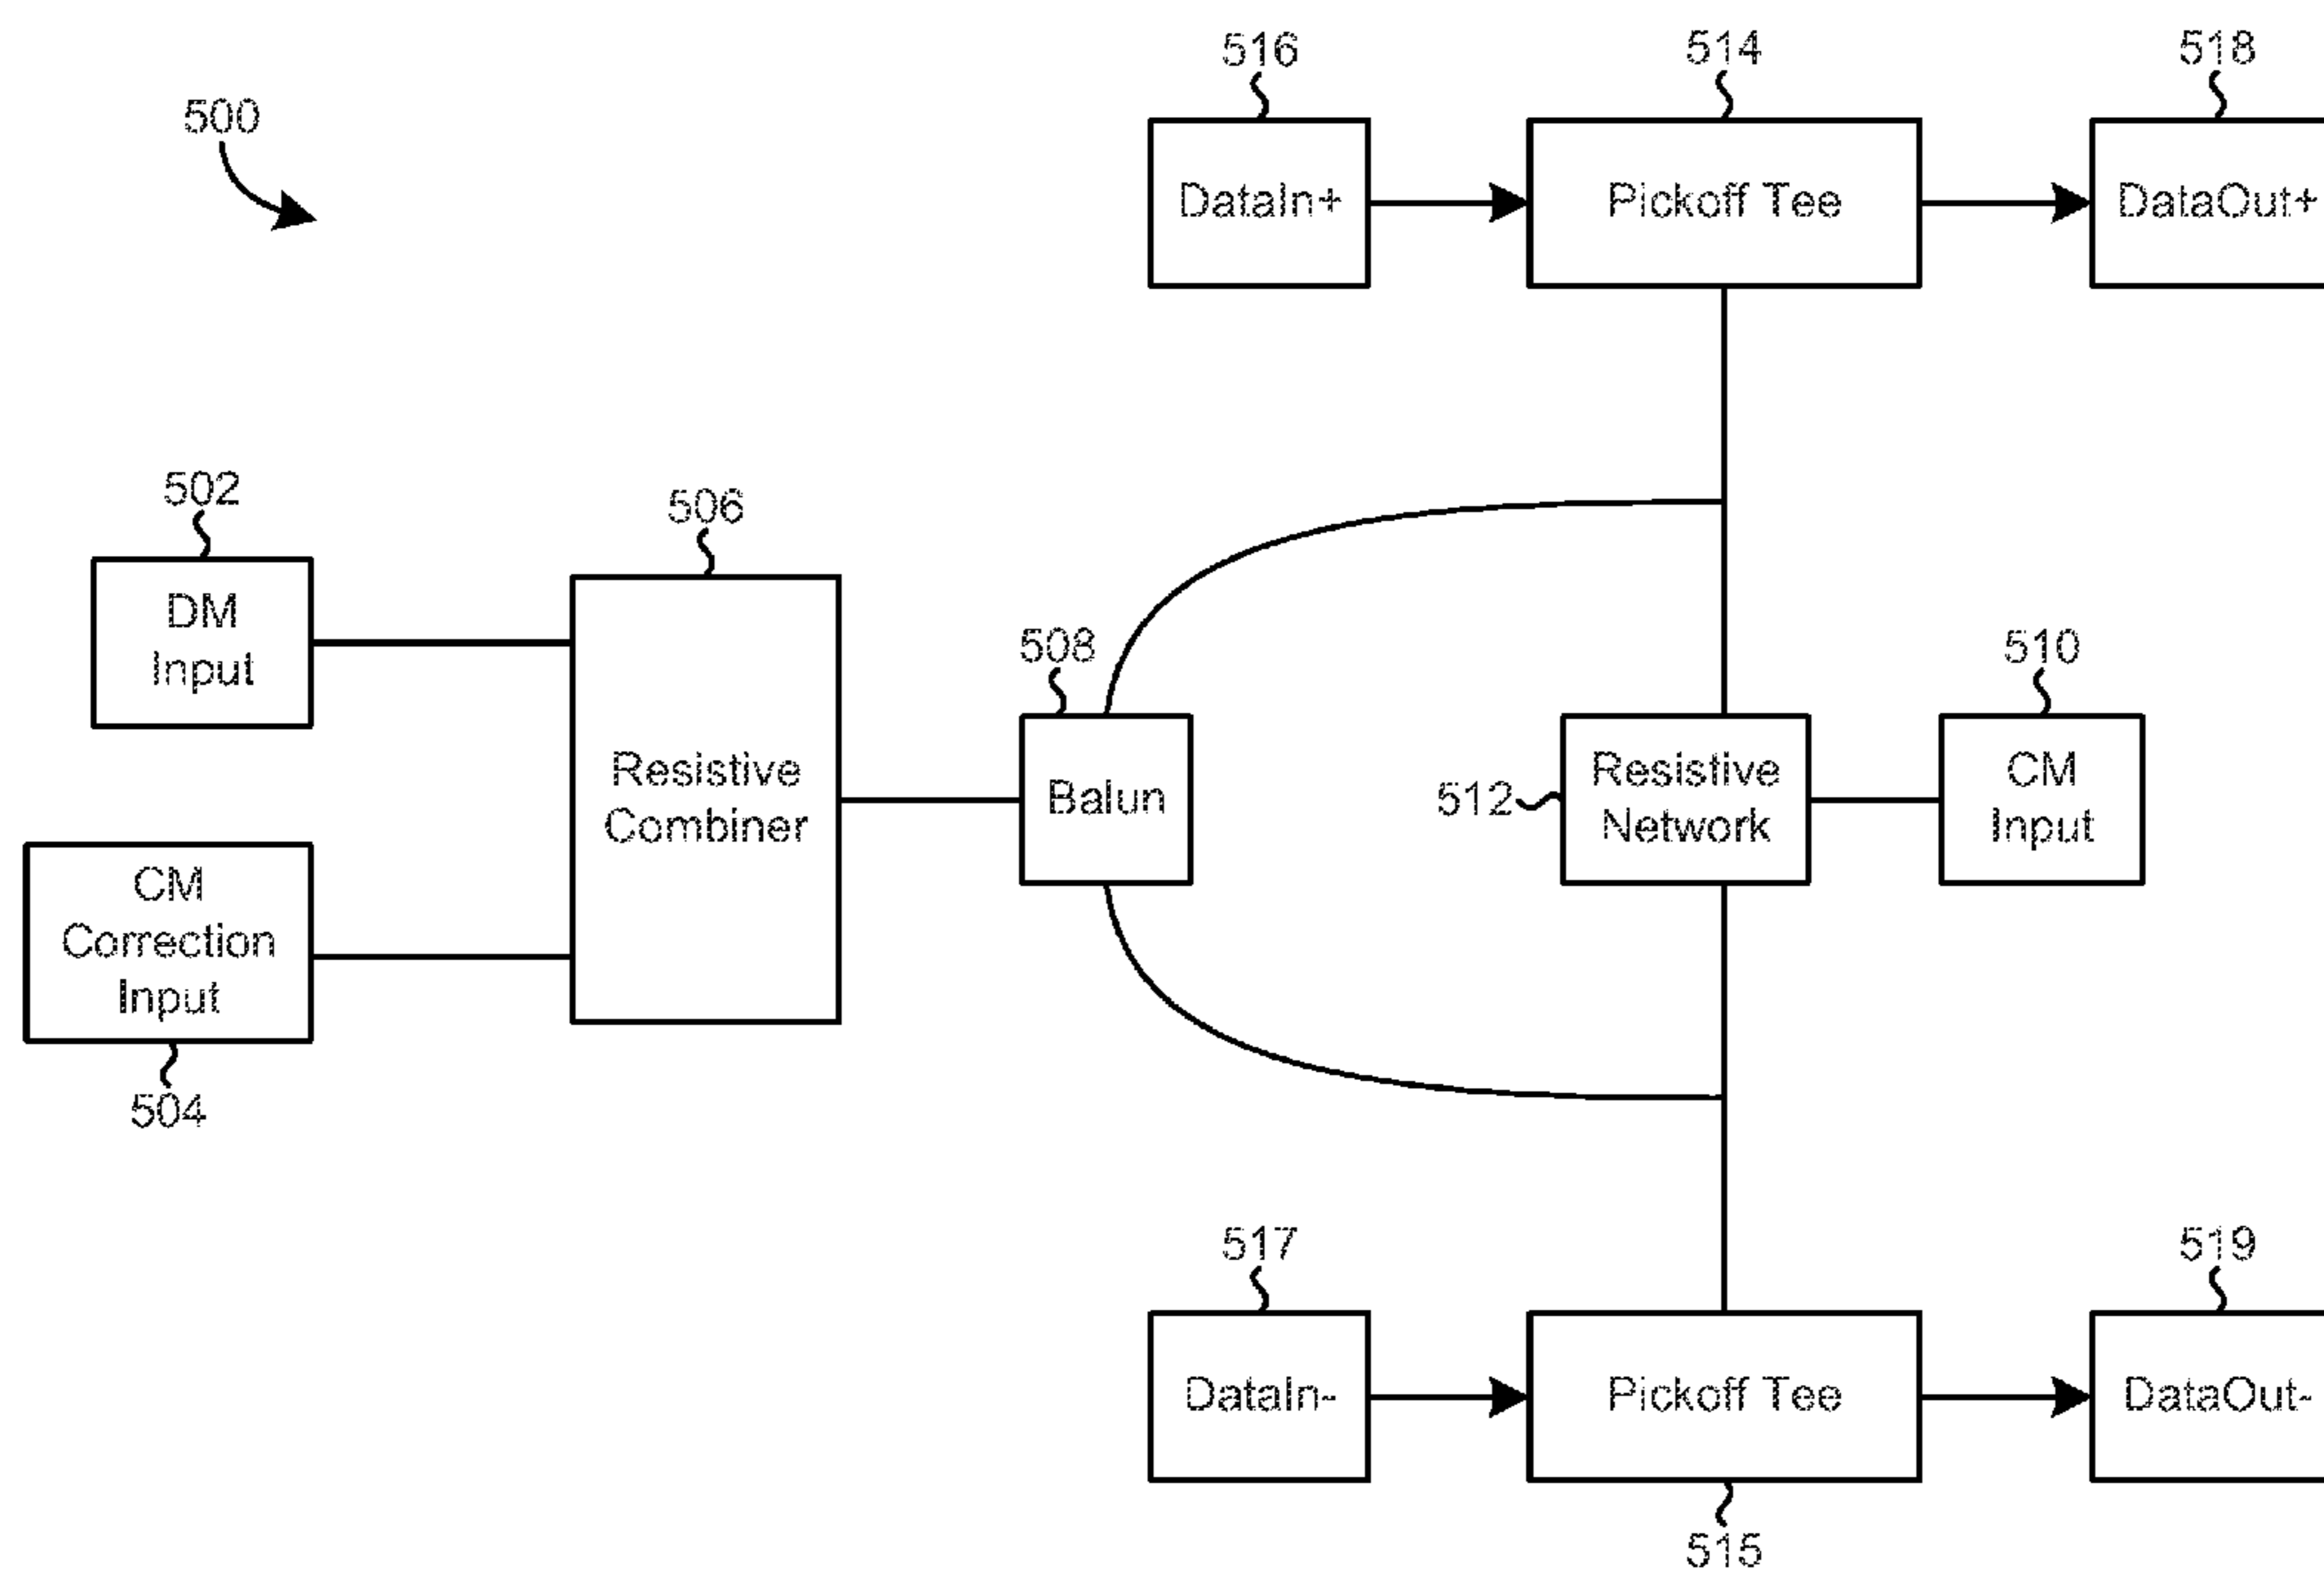 516
514
518
500
DataIn+
Pickoff Tee
DataOut+
502
506
DM
Input
508
510
Resistive
Combiner
Balun
512
Resistive
Network
CM
Input
CM
Correction
Input
504
517
519
DataIn-
Pickoff Tee
DataOut-
515